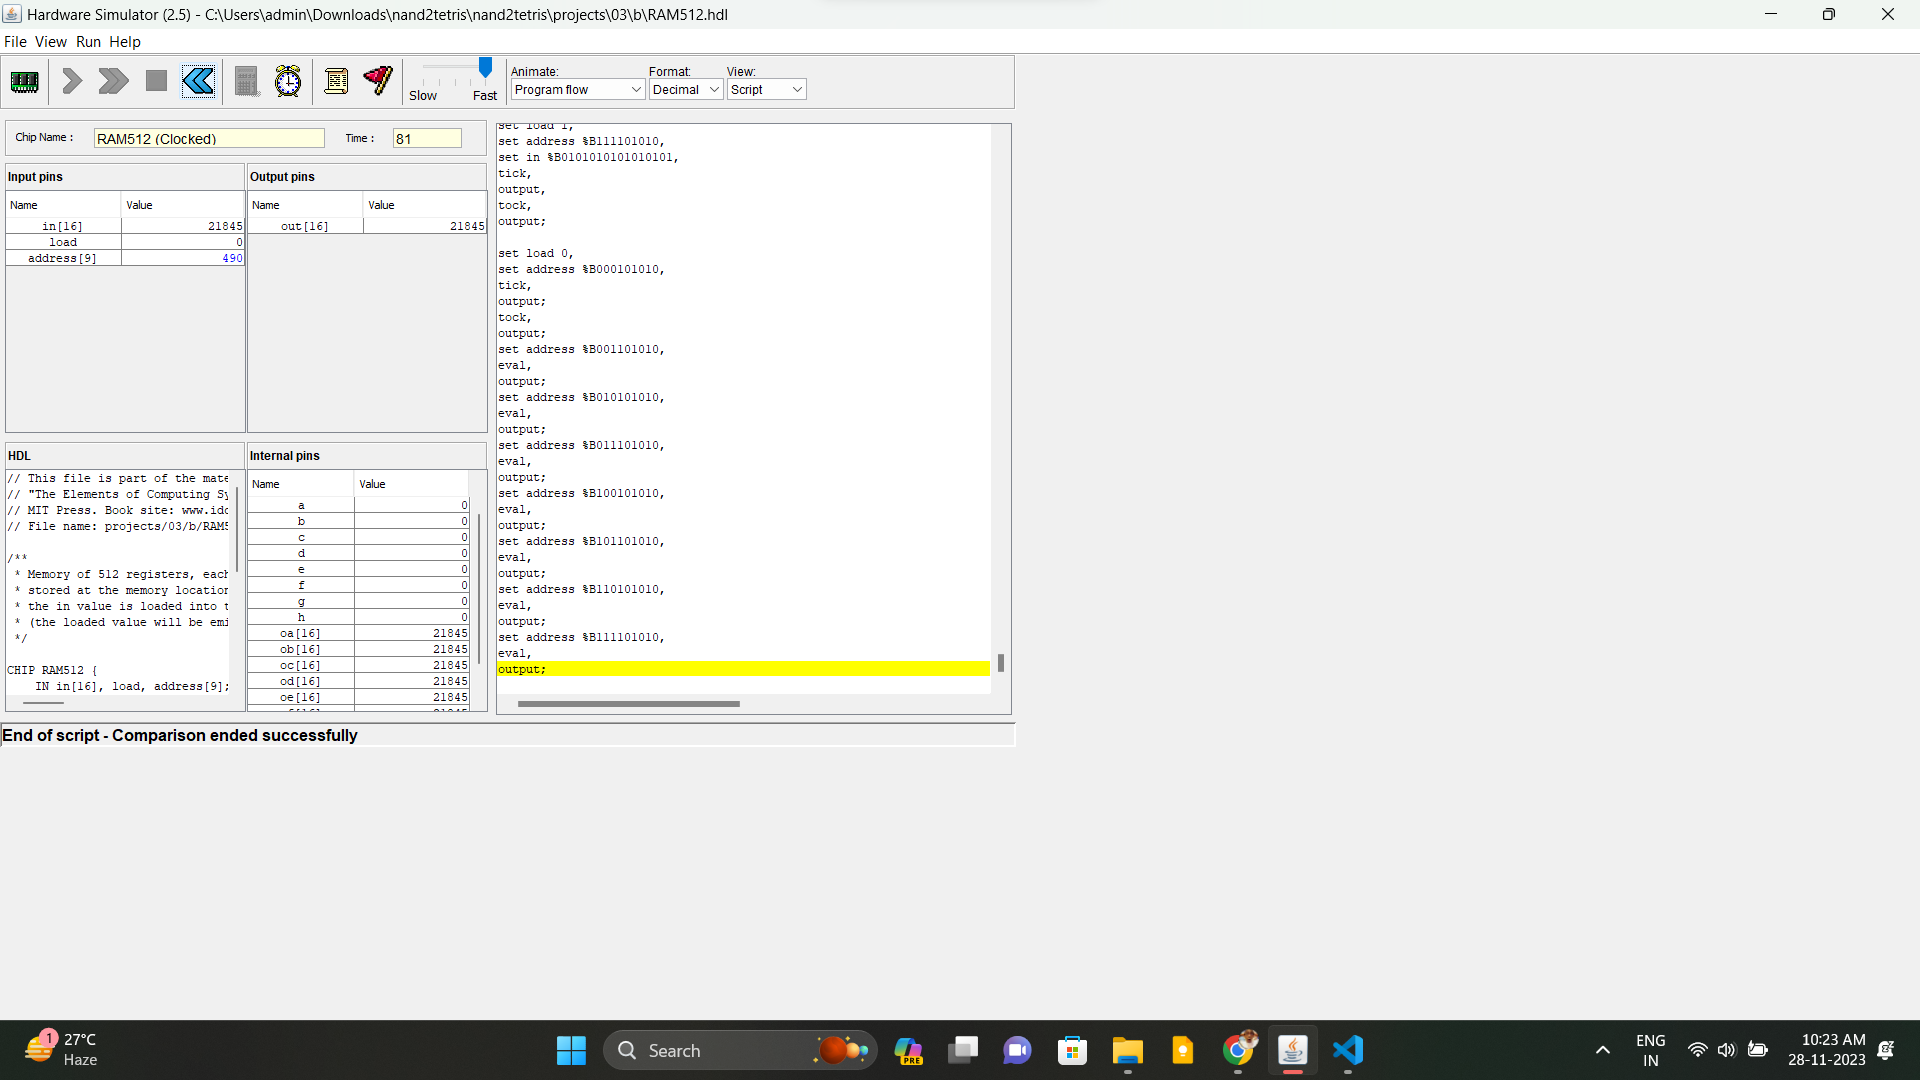 Hardware Simulator (2.5) - C:\Users\admin\Downloads\nand2tetris\nand2tetris\projects\03\b\RAM512.hdl
File View Run Help
Slow Fast
Animate:
Program flow
Format:
Decimal
View:
Script
Chip Name :
RAM512 (Clocked)
Time :
81
Input pins
Name Value
in[16] 21845
load 0
address[9] 490
Output pins
Name Value
out[16] 21845
HDL
// This file is part of the mate
// "The Elements of Computing Sy
// MIT Press. Book site: www.idc
// File name: projects/03/b/RAM5
/**
* Memory of 512 registers, each
* stored at the memory location
* the in value is loaded into t
* (the loaded value will be emi
*/
CHIP RAM512 {
IN in[16], load, address[9];
Internal pins
Name Value
a 0
b 0
c 0
d 0
e 0
f 0
g 0
h 0
oa[16] 21845
ob[16] 21845
oc[16] 21845
od[16] 21845
oe[16] 21845
set load 1,
set address %B111101010,
set in %B0101010101010101,
tick,
output,
tock,
output;
set load 0,
set address %B000101010,
tick,
output;
tock,
output;
set address %B001101010,
eval,
output;
set address %B010101010,
eval,
output;
set address %B011101010,
eval,
output;
set address %B100101010,
eval,
output;
set address %B101101010,
eval,
output;
set address %B110101010,
eval,
output;
set address %B111101010,
eval,
output;
End of script - Comparison ended successfully
1
27°C
Haze
Search
PRE
ENG
IN
10:23 AM
28-11-2023